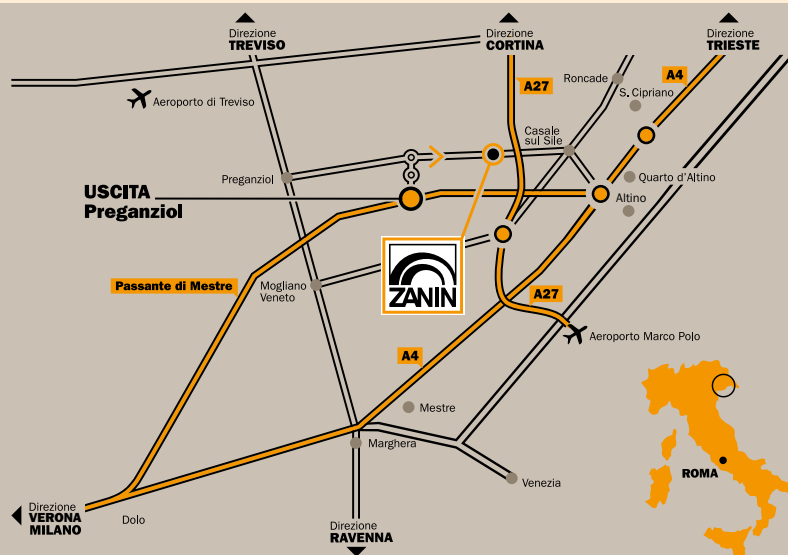 Direzione
TREVISO
Direzione
CORTINA
Direzione
TRIESTE
A27
Roncade
A4
S. Cipriano
Aeroporto di Treviso
Casale
sul Sile
Preganziol
USCITA
Preganziol
Quarto d'Altino
Altino
Passante di Mestre
Mogliano
Veneto
ZANIN
A27
Aeroporto Marco Polo
A4
Mestre
Marghera
Venezia
ROMA
Direzione
VERONA
MILANO
Dolo
Direzione
RAVENNA